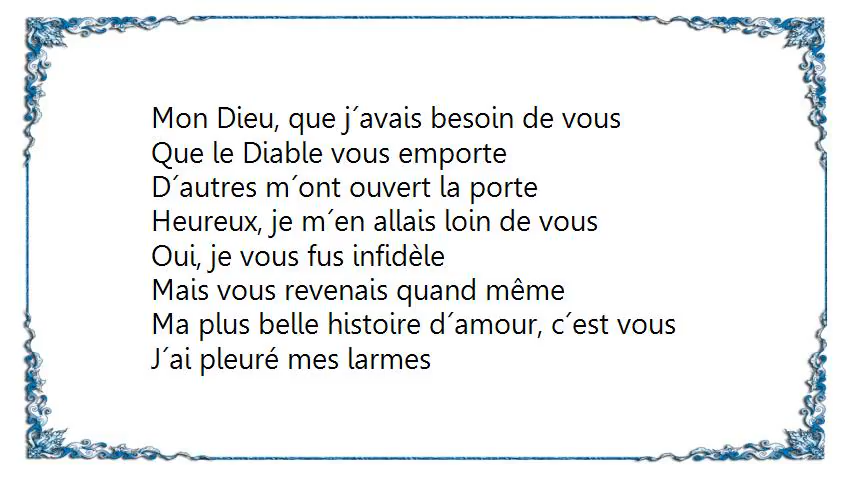 Mon Dieu, que j´avais besoin de vous
Que le Diable vous emporte
D´autres m´ont ouvert la porte
Heureux, je m´en allais loin de vous
Oui, je vous fus infidèle
Mais vous revenais quand même
Ma plus belle histoire d´amour, c´est vous
J´ai pleuré mes larmes